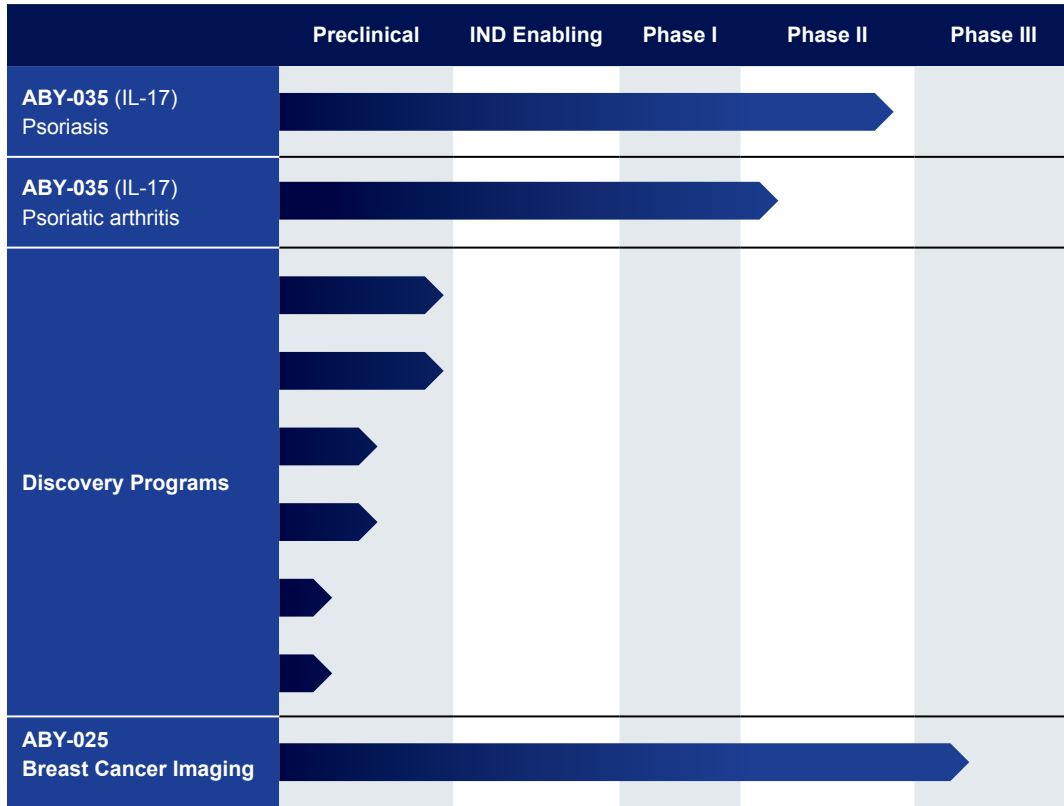 Preclinical IND Enabling Phase I Phase II Phase III
ABY-035 (IL-17)
Psoriasis
ABY-035 (IL-17)
Psoriatic arthritis
Discovery Programs
ABY-025
Breast Cancer Imaging